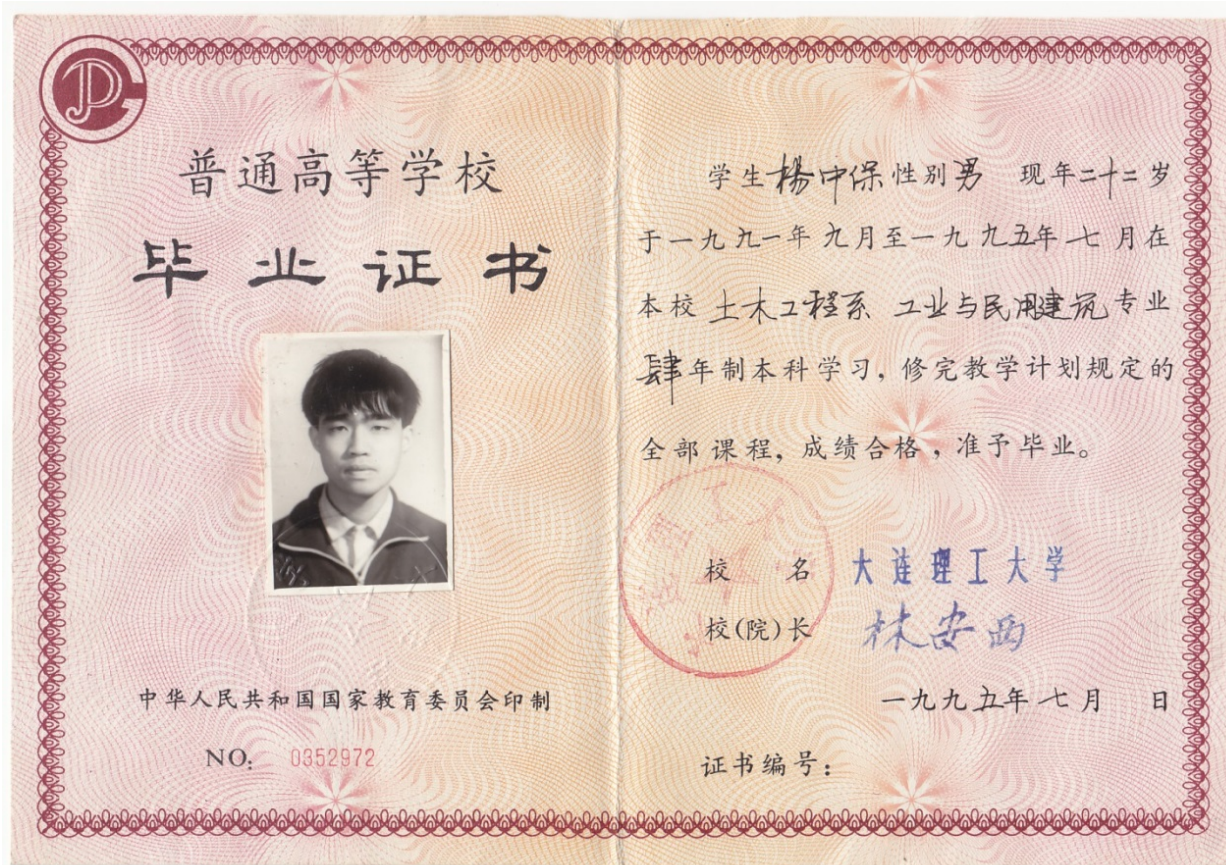 普通高等学校
毕业证书
中华人民共和国国家教育委员会印制
NO: 0352972
学生楊中保性别男 现年二十二岁
于一九九一年九月至一九九五年七月在
本校 土木工程系 工业与民用建筑专业
肆年制本科学习，修完教学计划规定的
全部课程，成绩合格，准予毕业。
校 名 大连理工大学
校(院)长 林安西
一九九五年七月 日
证书编号：